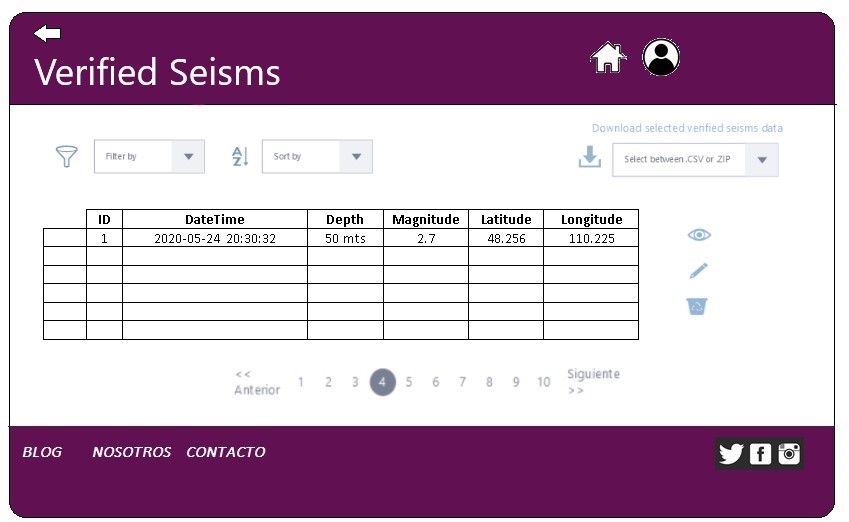 Verified Seisms
Download selected verified seisms data
Filter by
A
Z
Sort by
Select between .CSV or .ZIP
ID DateTime Depth Magnitude Latitude Longitude
1 2020-05-24 20:30:32 50 mts 2.7 48.256 110.225
<< Anterior 1 2 3 4 5 6 7 8 9 10 Siguiente >>
BLOG NOSOTROS CONTACTO